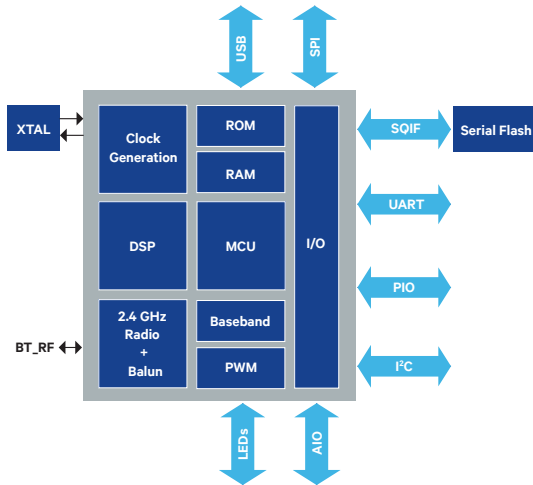 USB
SPI
XTAL
Clock
Generation
ROM
RAM
SQIF
Serial Flash
UART
DSP
MCU
I/O
PIO
2.4 GHz
Radio
+
Balun
Baseband
PWM
BT_RF
I²C
LEDs
AIO